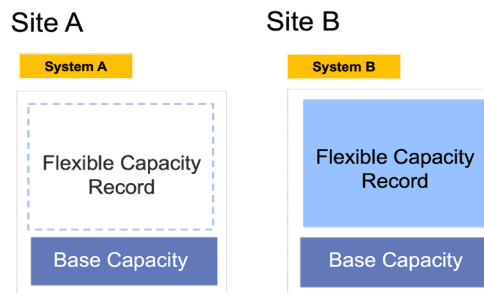 Site A
Site B
System A
System B
Flexible Capacity
Record
Flexible Capacity
Record
Base Capacity
Base Capacity